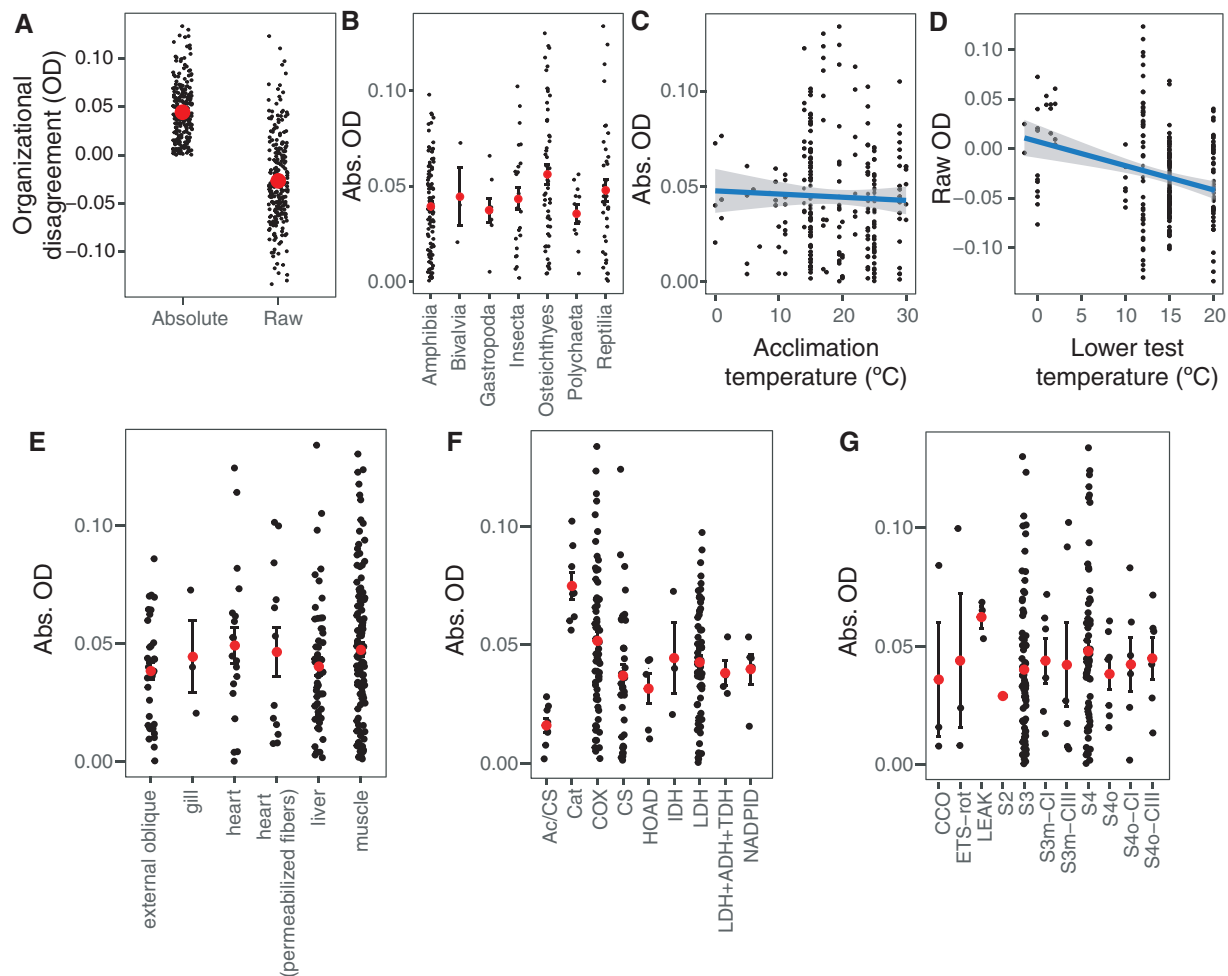 A
Organizational
disagreement (OD)
0.10
0.05
0.00
−0.05
−0.10
Absolute
Raw
B
Abs. OD
0.10
0.05
0.00
Amphibia
Bivalvia
Gastropoda
Insecta
Osteichthyes
Polychaeta
Reptilia
C
Abs. OD
0.10
0.05
0.00
0
10
20
30
Acclimation
temperature (ºC)
D
Raw OD
0.10
0.05
0.00
−0.05
−0.10
0
5
10
15
20
Lower test
temperature (ºC)
E
Abs. OD
0.10
0.05
0.00
external oblique
gill
heart
heart
(permeabilized fibers)
liver
muscle
F
Abs. OD
0.10
0.05
0.00
Ac/CS
Cat
COX
CS
HOAD
IDH
LDH
LDH+ADH+TDH
NADPID
G
Abs. OD
0.10
0.05
0.00
CCO
ETS−rot
LEAK
S2
S3
S3m−CI
S3m−CIII
S4
S4o
S4o−CI
S4o−CIII